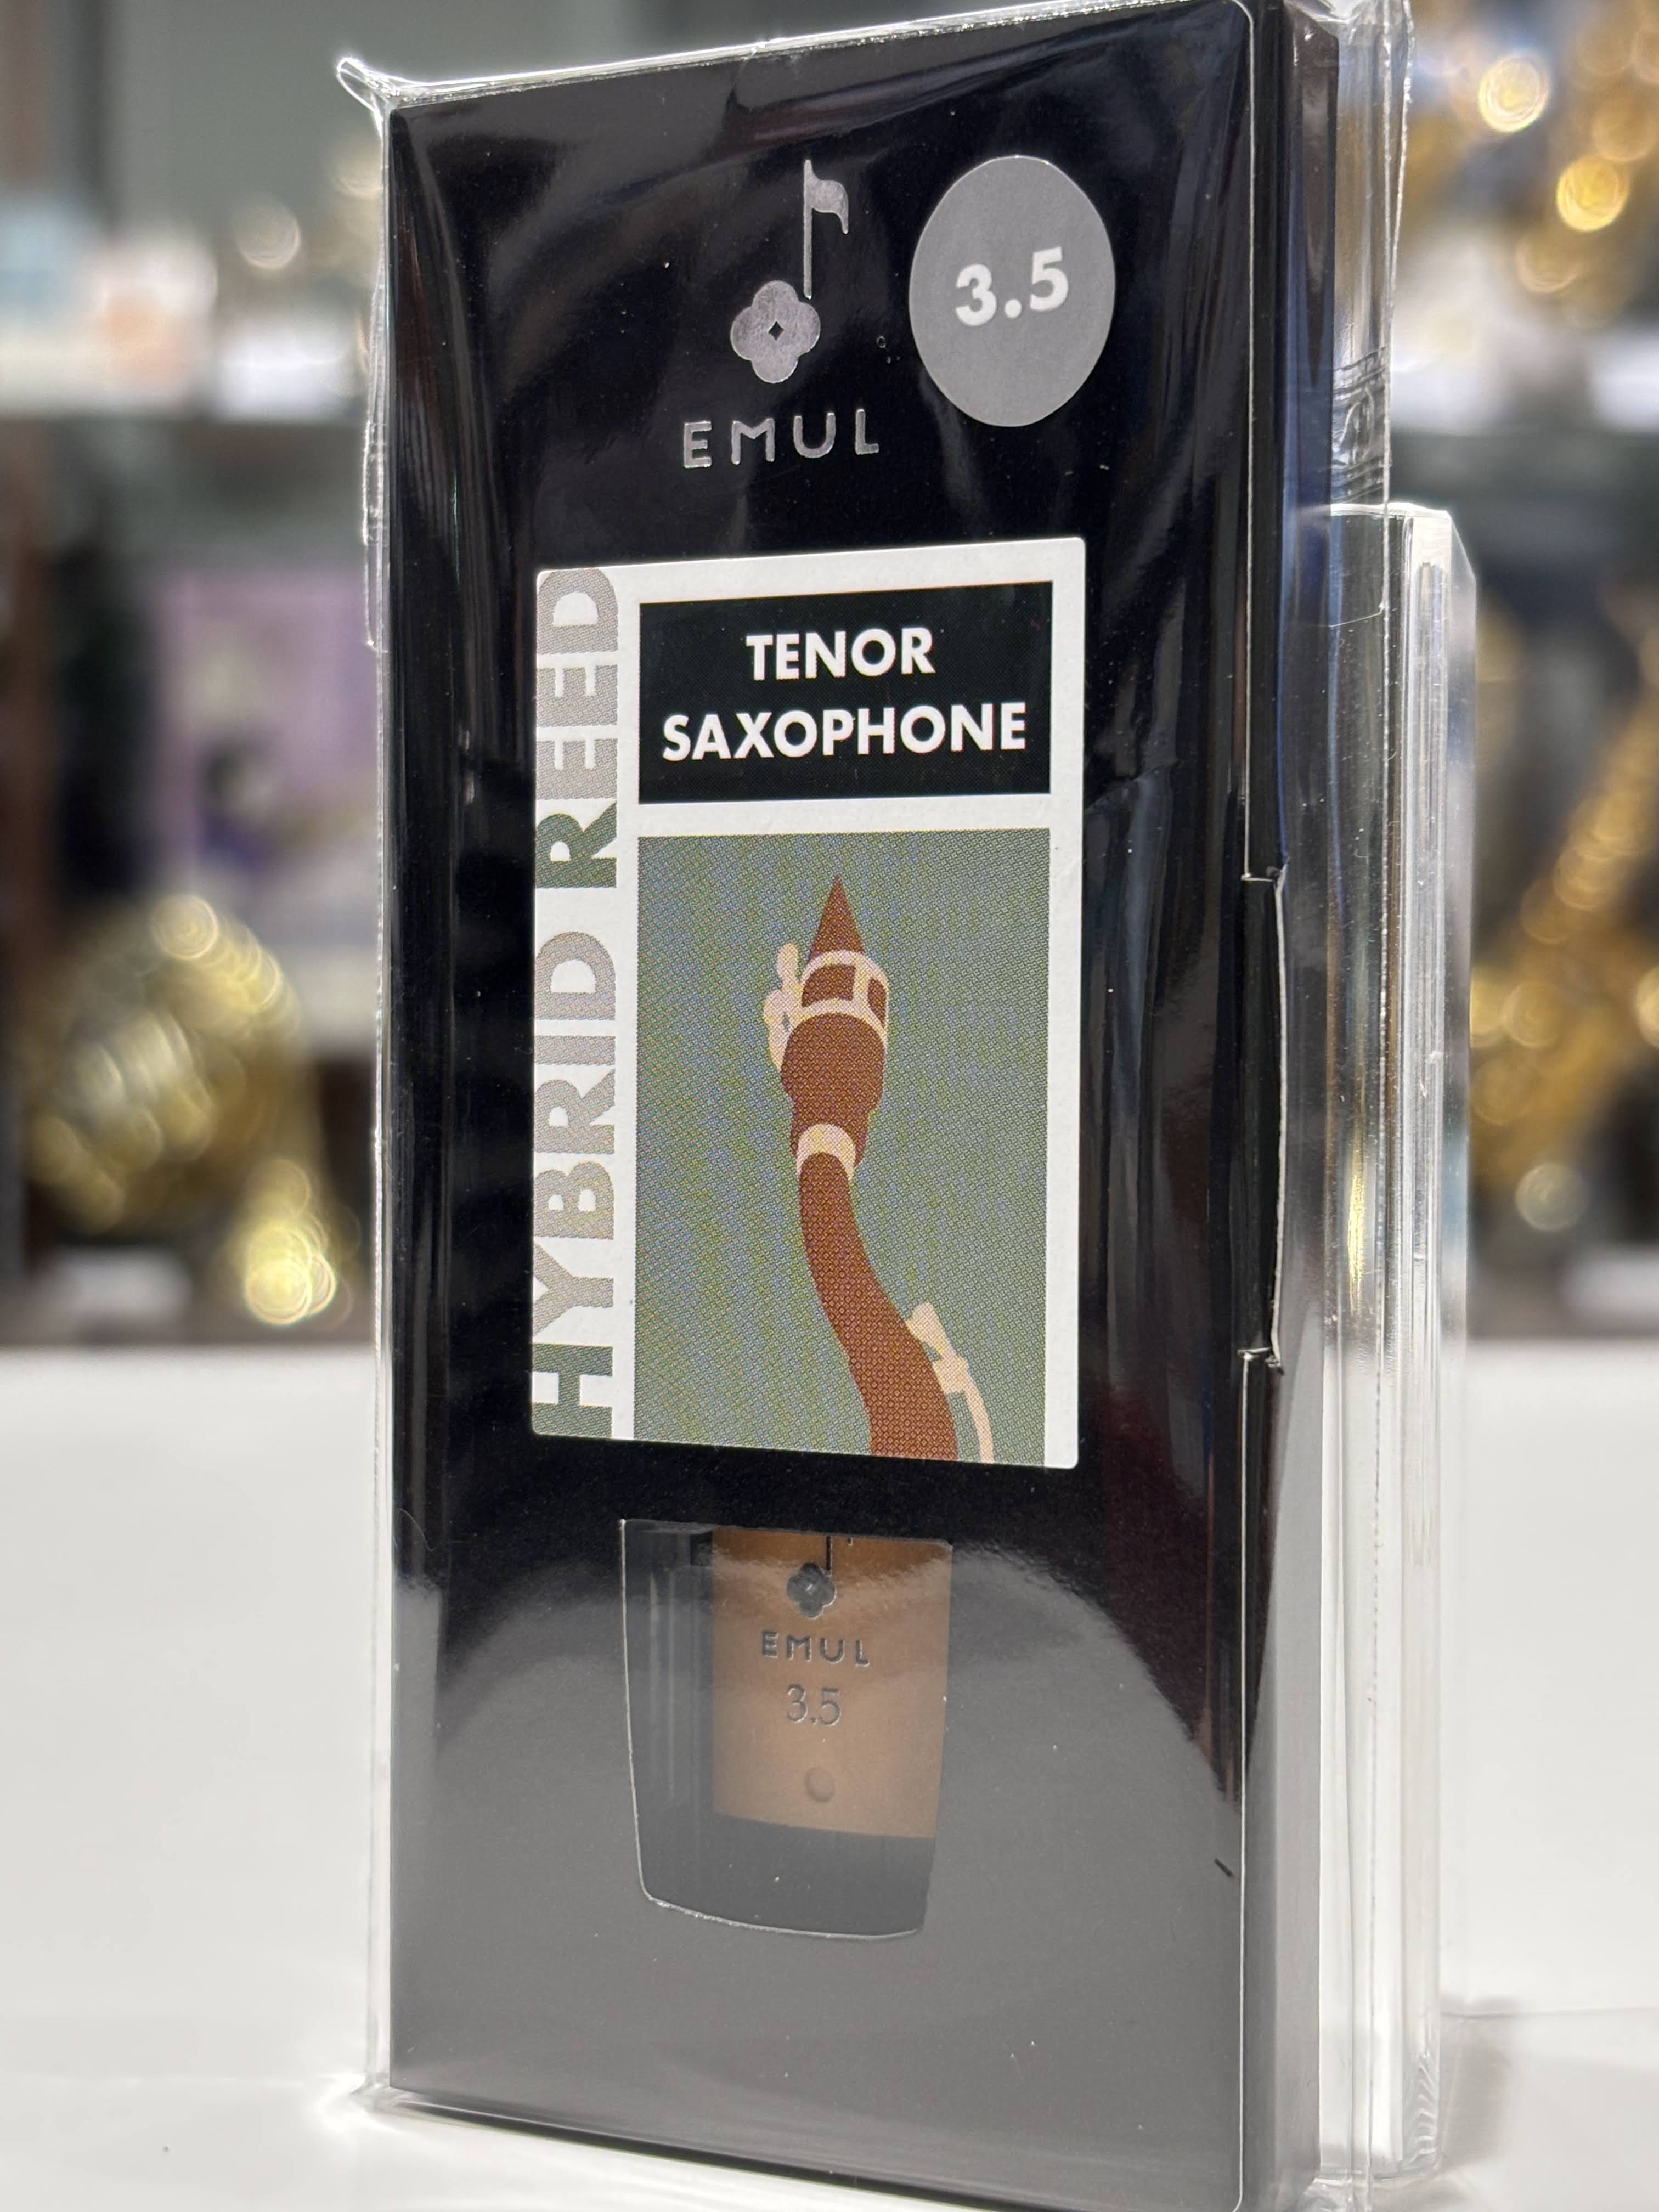 3.5
EMUL
TENOR
SAXOPHONE
HYBRID REED
EMUL
3.5